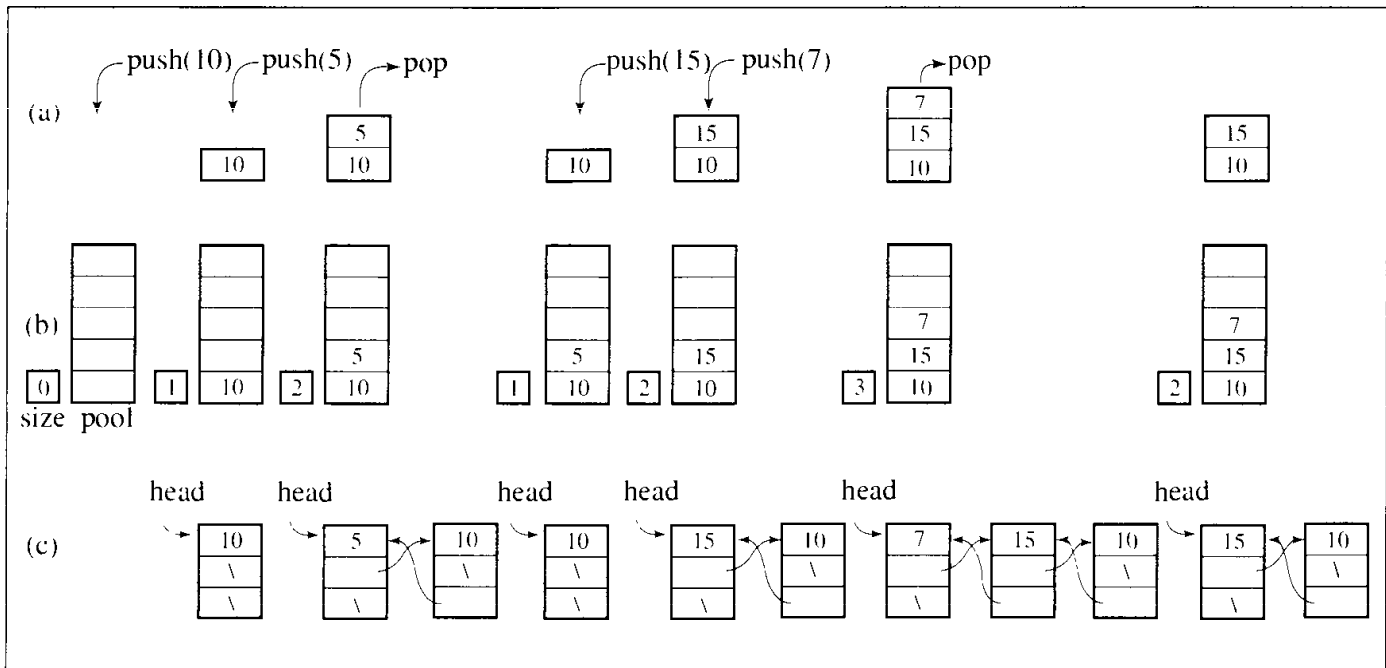 push(10) push(5) pop push(15) push(7) pop
(a)
7
5 15 15 15
10 10 10 10 10 10
(b)
7 7
5 5 15 15 15
0 1 10 2 10 1 10 2 10 3 10 2 10
size pool
head head head head head head
(c)
10 5 10 10 15 10 7 15 10 15 10
\ \ \ \ \ \
\ \ \ \ \ \